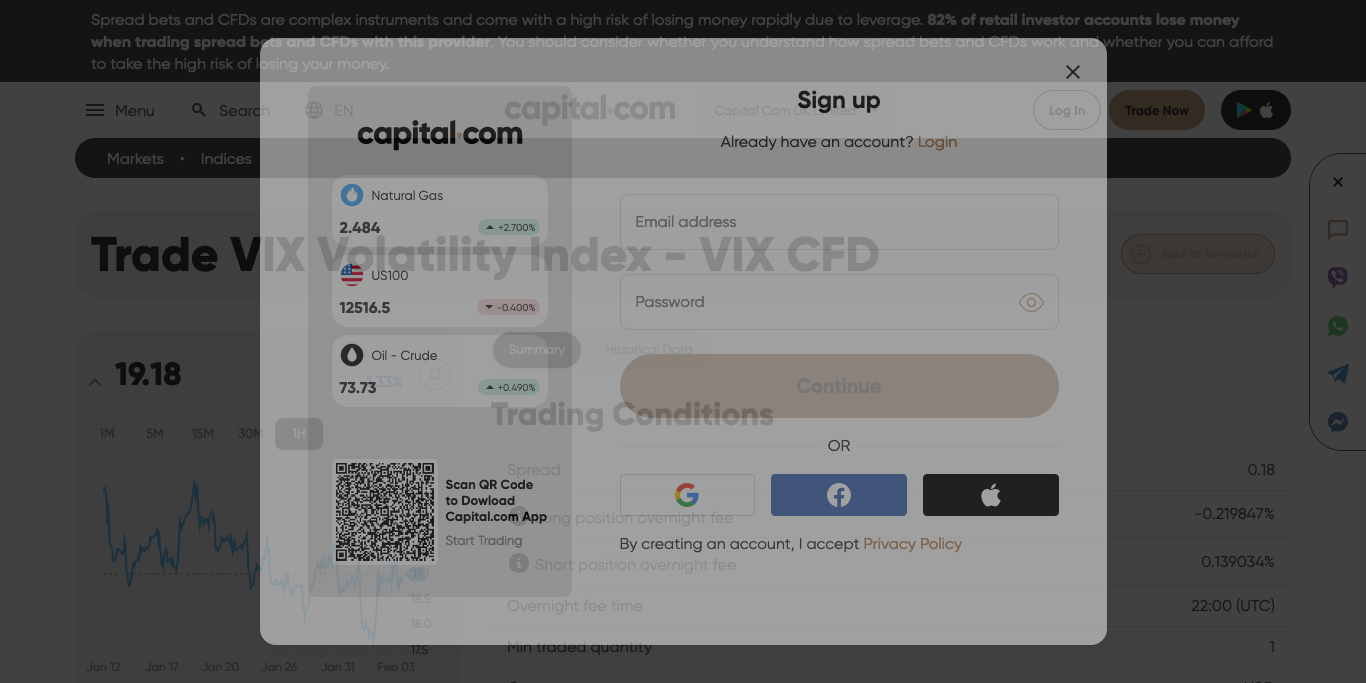 Spread bets and CFDs are complex instruments and come with a high risk of losing money rapidly due to leverage. 82% of retail investor accounts lose money
when trading spread bets and CFDs with this provider. You should consider whether you understand how spread bets and CFDs work and whether you can afford
to take the high risk of losing your money.
Menu
Search
EN
capital.com
Capital Com UK Limited
Log In
Trade Now
Markets
Indices
Trade VIX Volatility Index - VIX CFD
Add to favourite
19.18
1.33%
1M
5M
15M
30M
1H
18.5
18.0
17.5
Jan 12
Jan 17
Jan 20
Jan 26
Jan 31
Feb 03
Summary
Historical Data
Trading Conditions
Spread
0.18
Long position overnight fee
-0.219847%
Short position overnight fee
0.139034%
Overnight fee time
22:00 (UTC)
Min traded quantity
1
capital.com
Natural Gas
2.484
+2.700%
US100
12516.5
-0.400%
Oil - Crude
73.73
+0.490%
Scan QR Code
to Dowload
Capital.com App
Start Trading
Sign up
Already have an account? Login
Email address
Password
Continue
OR
By creating an account, I accept Privacy Policy